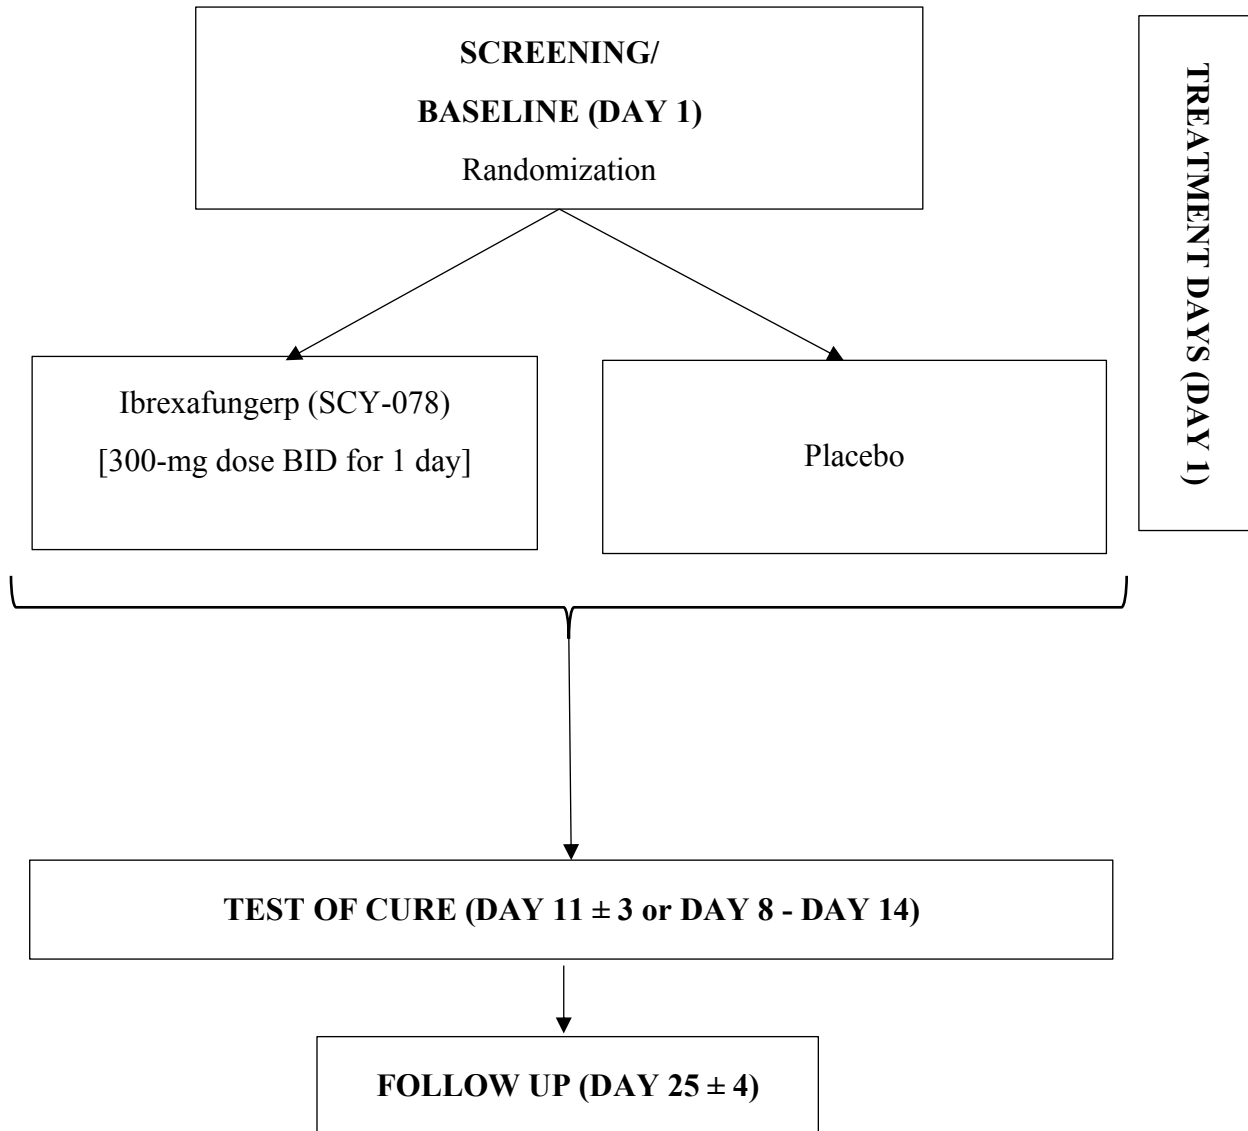 SCREENING/
BASELINE (DAY 1)
Randomization
TREATMENT DAYS (DAY 1)
Ibrexafungerp (SCY-078)
[300-mg dose BID for 1 day]
Placebo
TEST OF CURE (DAY 11 ± 3 or DAY 8 - DAY 14)
FOLLOW UP (DAY 25 ± 4)